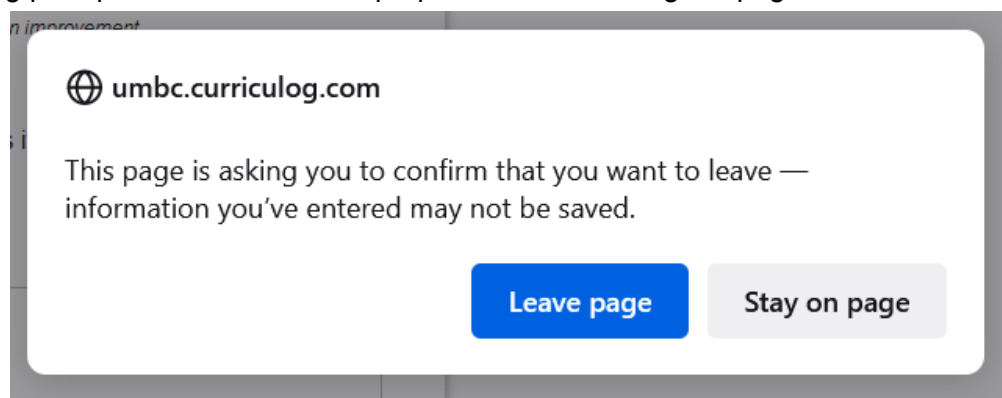 n improvement
umbc.curriculog.com
This page is asking you to confirm that you want to leave —
information you've entered may not be saved.
Leave page
Stay on page